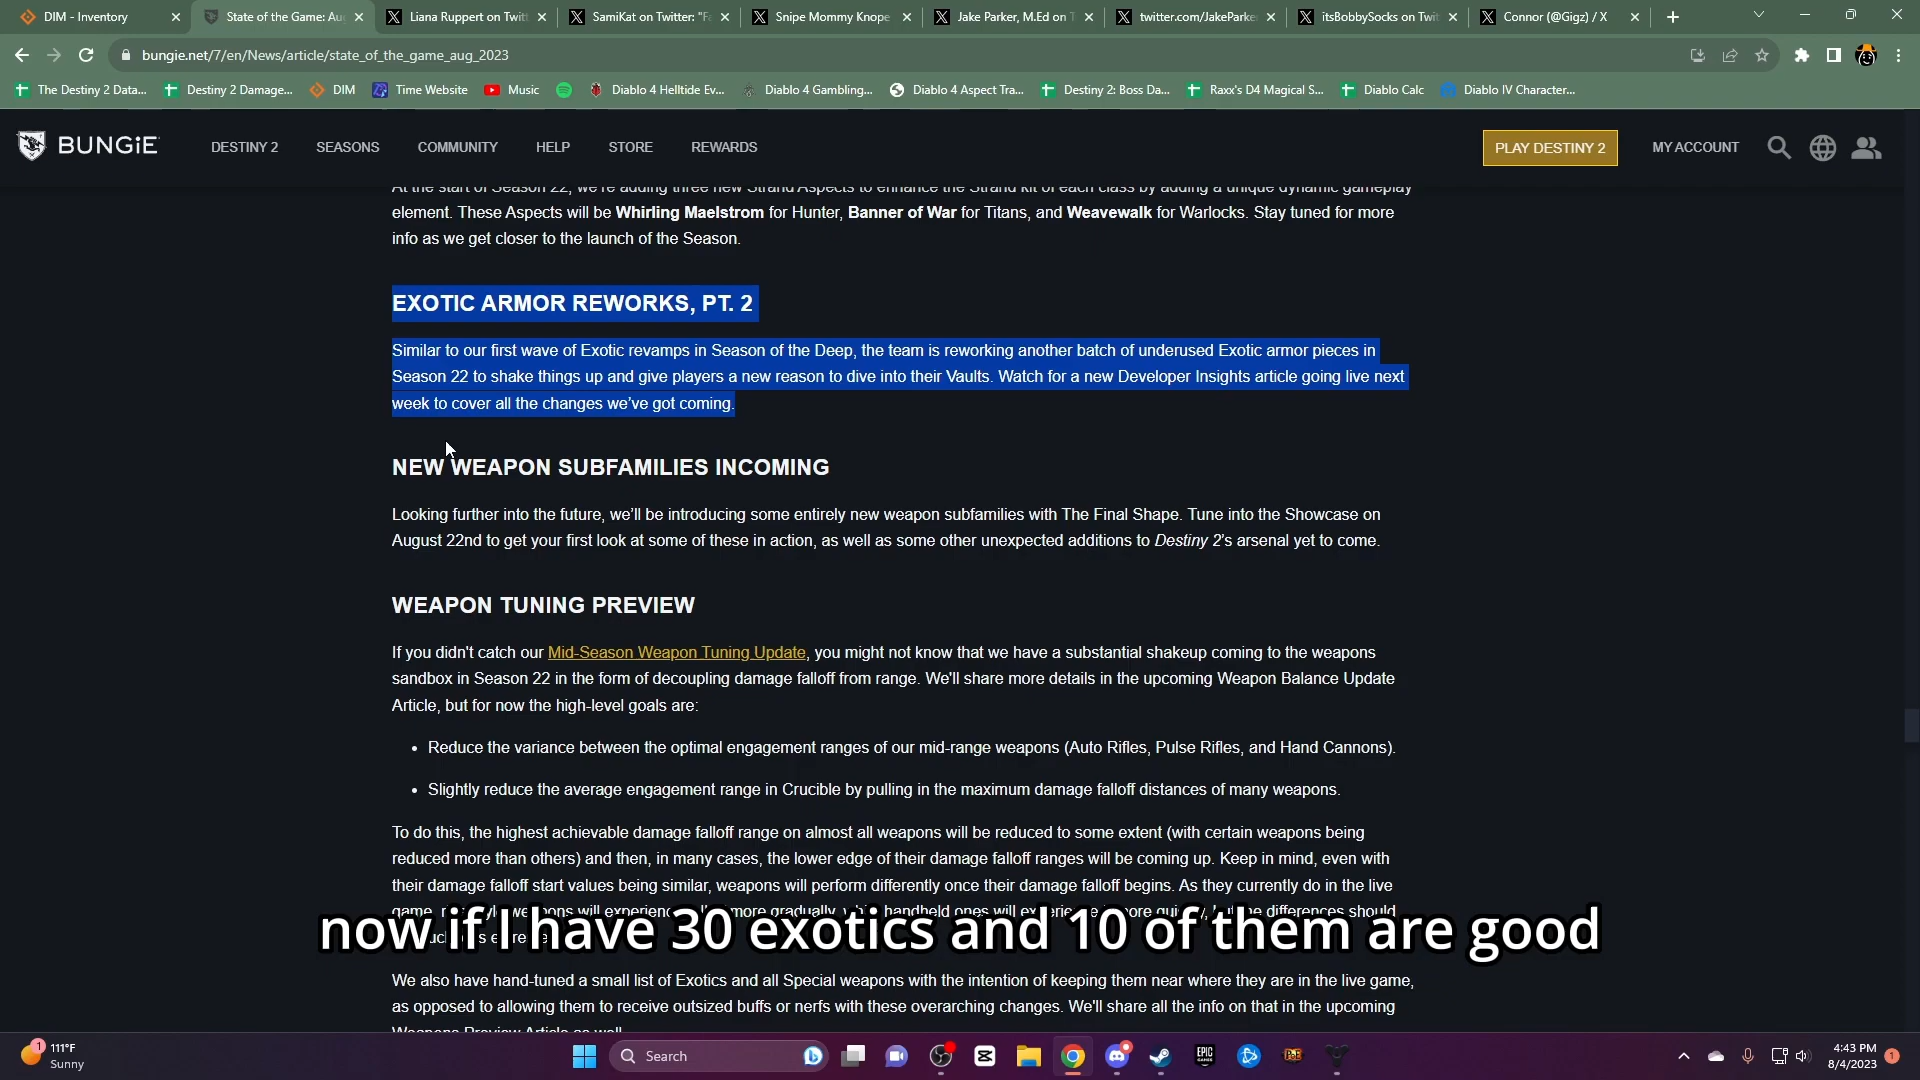 DIM - Inventory
State of the Game: Au
Liana Ruppert on Twitt
SamiKat on Twitter: "Fa
Snipe Mommy Knope
Jake Parker, M.Ed on T
twitter.com/JakeParke
itsBobbySocks on Twit
Connor (@Gigz) / X
bungie.net/7/en/News/article/state_of_the_game_aug_2023
The Destiny 2 Data...
Destiny 2 Damage...
DIM
Time Website
Music
Diablo 4 Helltide Ev...
Diablo 4 Gambling...
Diablo 4 Aspect Tra...
Destiny 2: Boss Da...
Raxx's D4 Magical S...
Diablo Calc
Diablo IV Character...
BUNGiE
DESTINY 2
SEASONS
COMMUNITY
HELP
STORE
REWARDS
PLAY DESTINY 2
MY ACCOUNT
At the start of Season 22, we're adding three new Strand Aspects to enhance the Strand kit of each class by adding a unique dynamic gameplay
element. These Aspects will be Whirling Maelstrom for Hunter, Banner of War for Titans, and Weavewalk for Warlocks. Stay tuned for more
info as we get closer to the launch of the Season.
EXOTIC ARMOR REWORKS, PT. 2
Similar to our first wave of Exotic revamps in Season of the Deep, the team is reworking another batch of underused Exotic armor pieces in
Season 22 to shake things up and give players a new reason to dive into their Vaults. Watch for a new Developer Insights article going live next
week to cover all the changes we've got coming.
NEW WEAPON SUBFAMILIES INCOMING
Looking further into the future, we'll be introducing some entirely new weapon subfamilies with The Final Shape. Tune into the Showcase on
August 22nd to get your first look at some of these in action, as well as some other unexpected additions to Destiny 2's arsenal yet to come.
WEAPON TUNING PREVIEW
If you didn't catch our Mid-Season Weapon Tuning Update, you might not know that we have a substantial shakeup coming to the weapons
sandbox in Season 22 in the form of decoupling damage falloff from range. We'll share more details in the upcoming Weapon Balance Update
Article, but for now the high-level goals are:
• Reduce the variance between the optimal engagement ranges of our mid-range weapons (Auto Rifles, Pulse Rifles, and Hand Cannons).
• Slightly reduce the average engagement range in Crucible by pulling in the maximum damage falloff distances of many weapons.
To do this, the highest achievable damage falloff range on almost all weapons will be reduced to some extent (with certain weapons being
reduced more than others) and then, in many cases, the lower edge of their damage falloff ranges will be coming up. Keep in mind, even with
their damage falloff start values being similar, weapons will perform differently once their damage falloff begins. As they currently do in the live
game, weapons will experience more gradually, handheld ones will differences should
now if I have 30 exotics and 10 of them are good
We also have hand-tuned a small list of Exotics and all Special weapons with the intention of keeping them near where they are in the live game,
as opposed to allowing them to receive outsized buffs or nerfs with these overarching changes. We'll share all the info on that in the upcoming
Weapons Preview Article as well.
1
111°F
Sunny
Search
EPIC GAMES
4:43 PM
8/4/2023
1